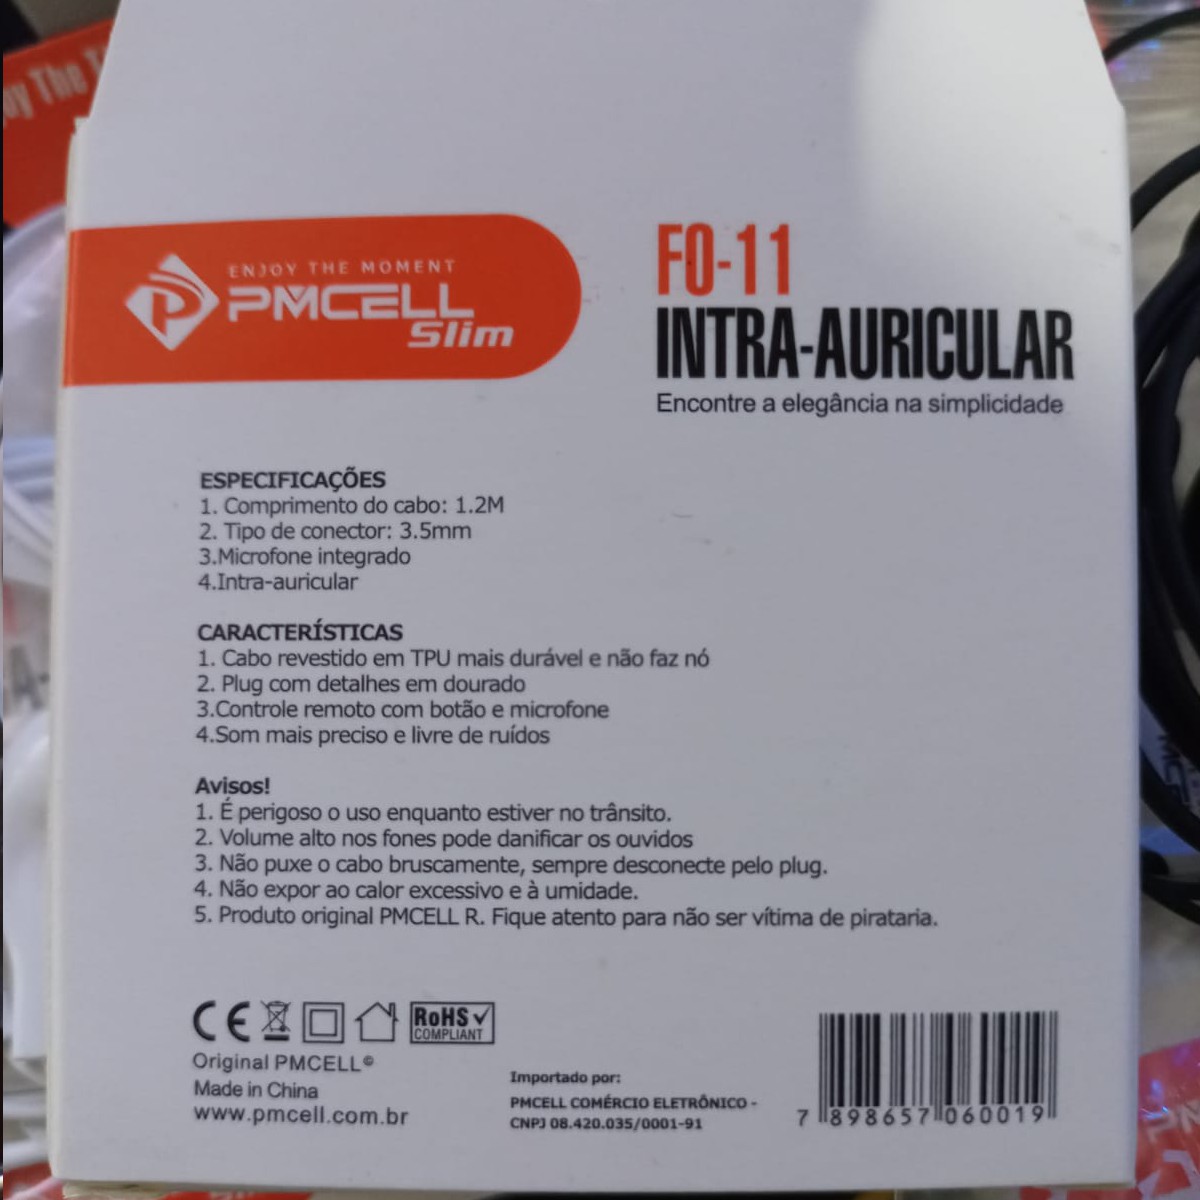 ENJOY THE MOMENT
PMCELL
Slim
FO-11
INTRA-AURICULAR
Encontre a elegância na simplicidade
ESPECIFICAÇÕES
1. Comprimento do cabo: 1.2M
2. Tipo de conector: 3.5mm
3.Microfone integrado
4.Intra-auricular
CARACTERÍSTICAS
1. Cabo revestido em TPU mais durável e não faz nó
2. Plug com detalhes em dourado
3.Controle remoto com botão e microfone
4.Som mais preciso e livre de ruídos
Avisos!
1. É perigoso o uso enquanto estiver no trânsito.
2. Volume alto nos fones pode danificar os ouvidos
3. Não puxe o cabo bruscamente, sempre desconecte pelo plug.
4. Não expor ao calor excessivo e à umidade.
5. Produto original PMCELL R. Fique atento para não ser vítima de pirataria.
CE
RoHS
COMPLIANT
Original PMCELL©
Made in China
www.pmcell.com.br
Importado por:
PMCELL COMÉRCIO ELETRÔNICO -
CNPJ 08.420.035/0001-91
7 898657 060019
The